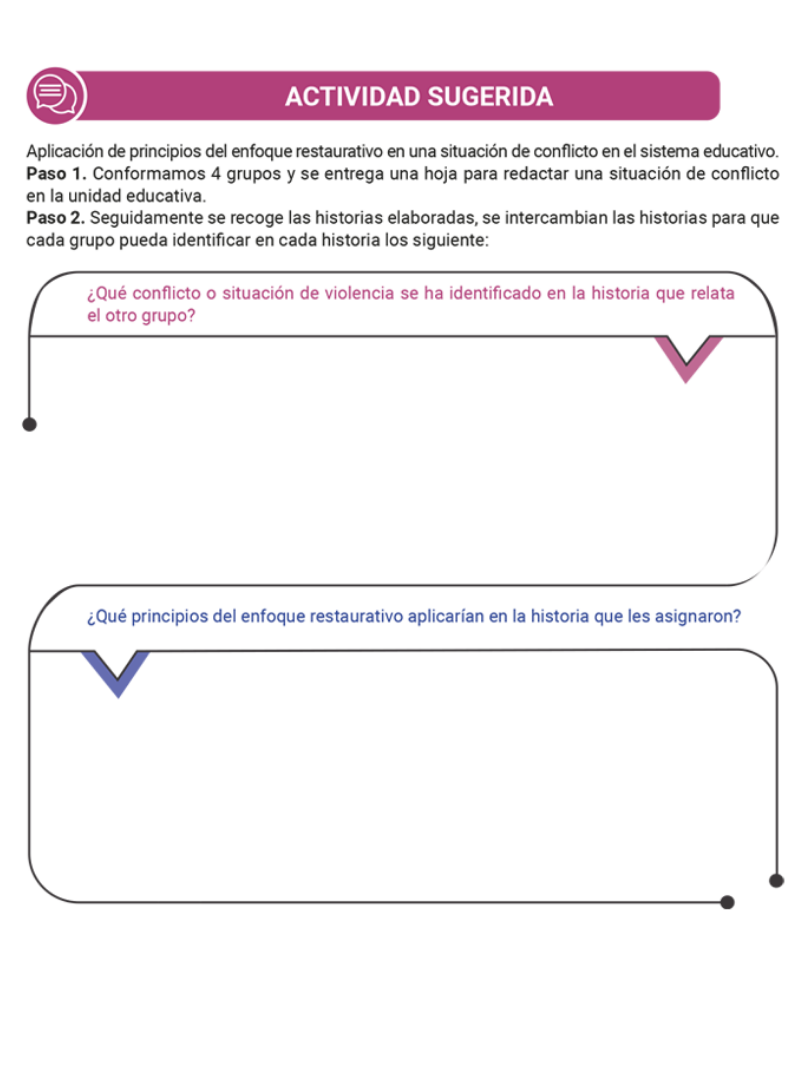 ACTIVIDAD SUGERIDA
Aplicación de principios del enfoque restaurativo en una situación de conflicto en el sistema educativo.
Paso 1. Conformamos 4 grupos y se entrega una hoja para redactar una situación de conflicto
en la unidad educativa.
Paso 2. Seguidamente se recoge las historias elaboradas, se intercambian las historias para que
cada grupo pueda identificar en cada historia los siguiente:
¿Qué conflicto o situación de violencia se ha identificado en la historia que relata
el otro grupo?
¿Qué principios del enfoque restaurativo aplicarían en la historia que les asignaron?